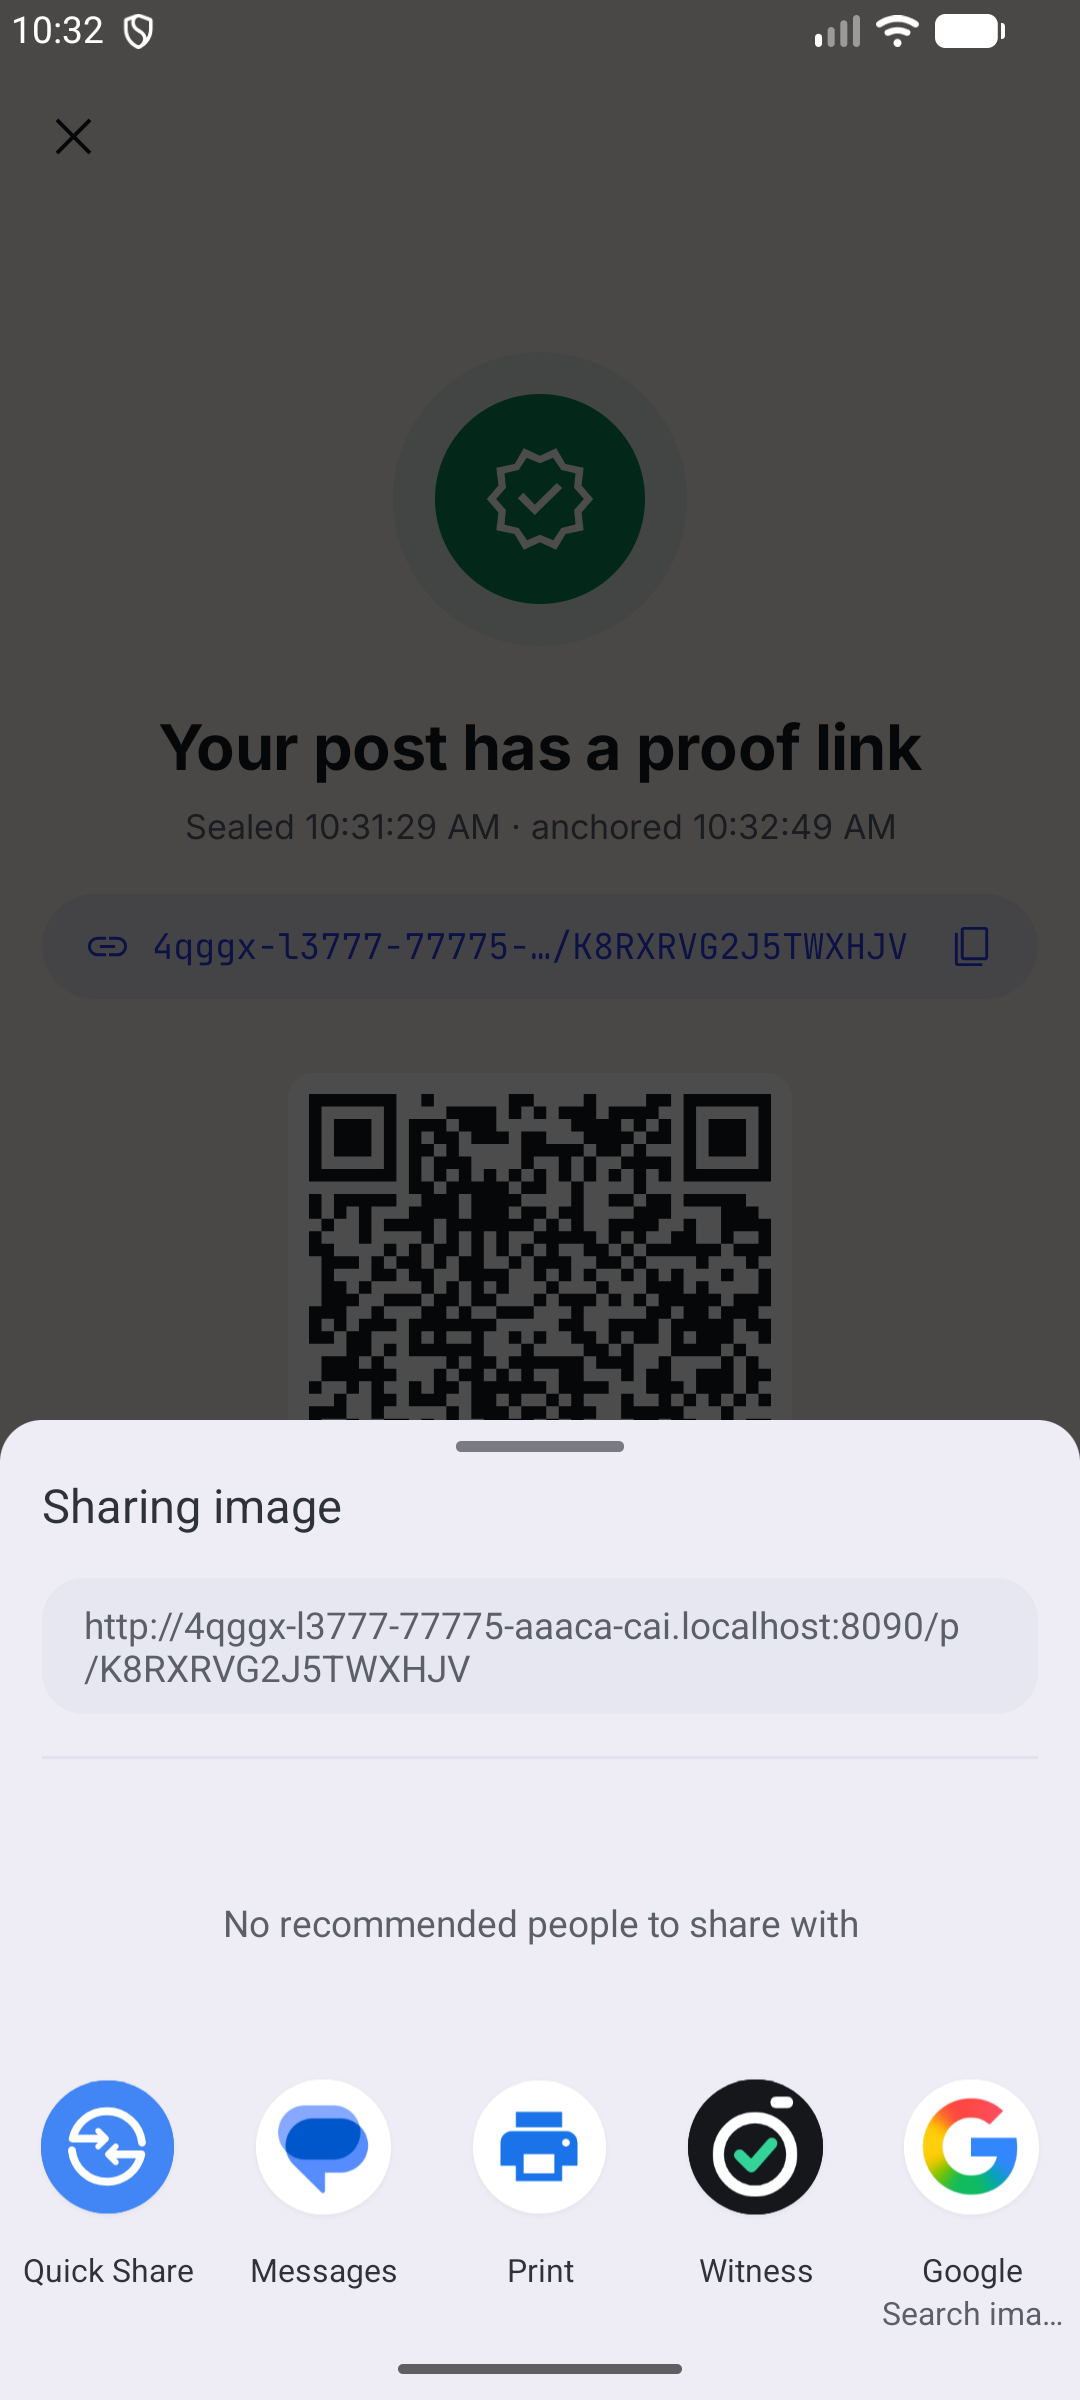 10:32
Your post has a proof link
Sealed 10:31:29 AM · anchored 10:32:49 AM
4qggx-l3777-77775-…/K8RXRVG2J5TWXHJV
Sharing image
http://4qggx-l3777-77775-aaaca-cai.localhost:8090/p
/K8RXRVG2J5TWXHJV
No recommended people to share with
Quick Share
Messages
Print
Witness
Google
Search ima…